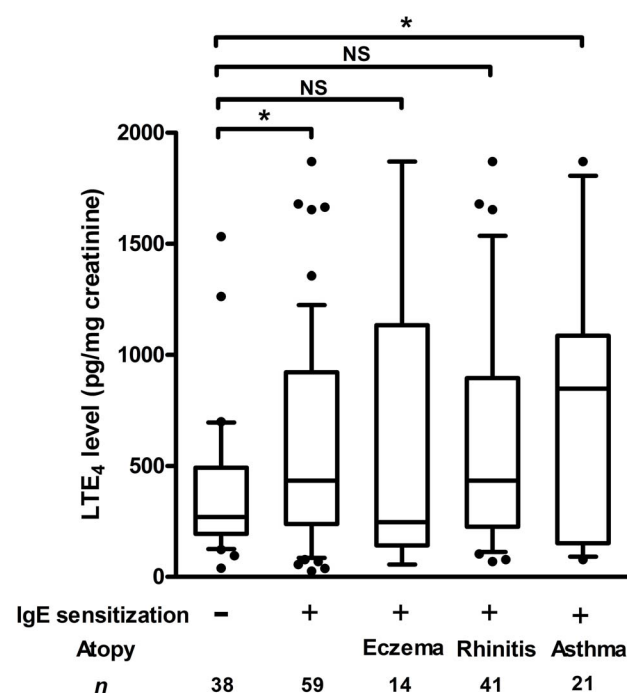 *
NS
NS
*
2000
1500
1000
500
0
LTE₄ level (pg/mg creatinine)
IgE sensitization - + + + +
Atopy Eczema Rhinitis Asthma
n 38 59 14 41 21